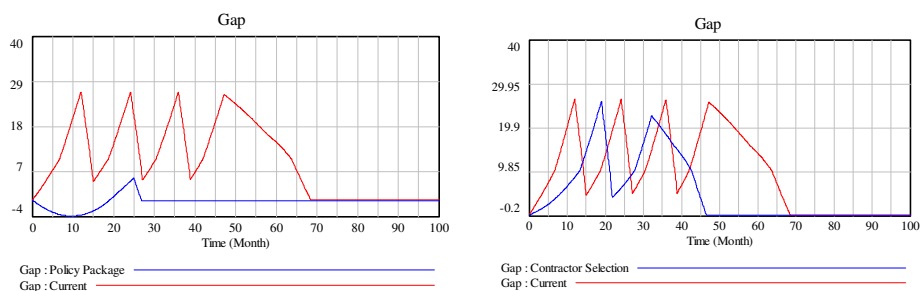 Gap
40
29
18
7
-4
0 10 20 30 40 50 60 70 80 90 100
Time (Month)
Gap : Policy Package
Gap : Current
Gap
40
29.95
19.9
9.85
-0.2
0 10 20 30 40 50 60 70 80 90 100
Time (Month)
Gap : Contractor Selection
Gap : Current